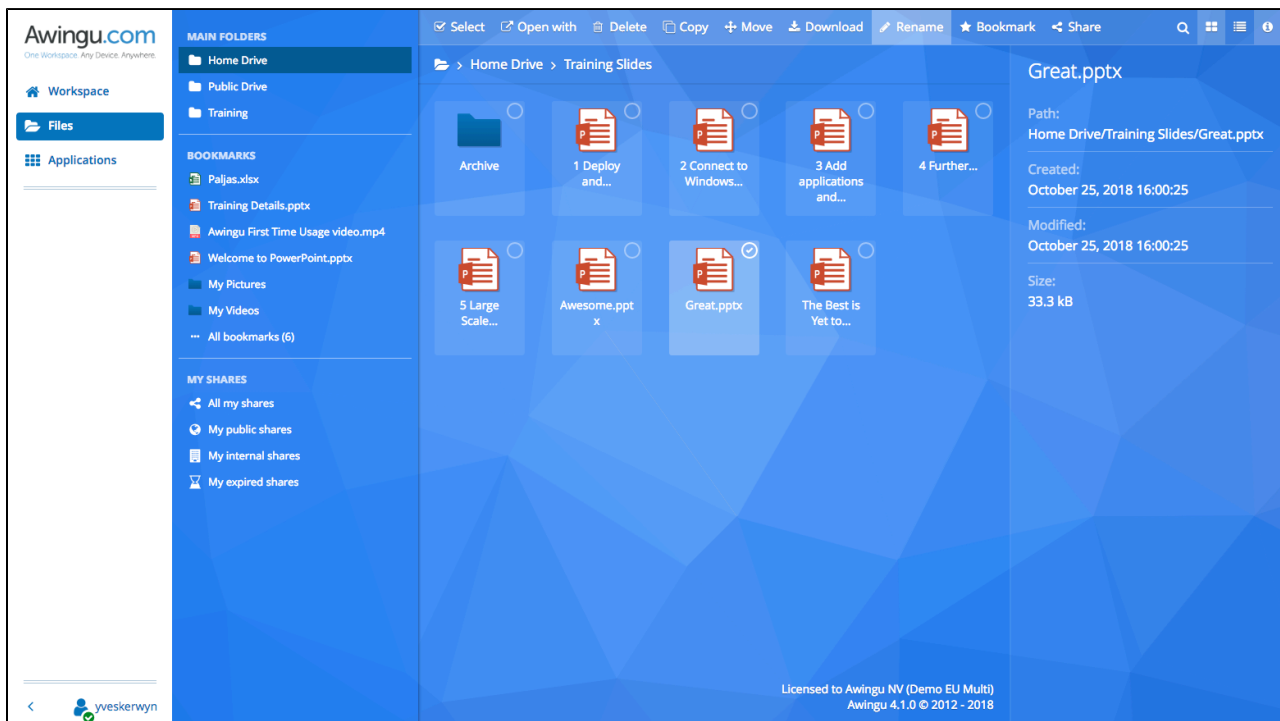 Awingu.com
One Workspace. Any Device. Anywhere.
Workspace
Files
Applications
yveskerwyn
MAIN FOLDERS
Home Drive
Public Drive
Training
BOOKMARKS
Paljas.xlsx
Training Details.pptx
Awingu First Time Usage video.mp4
Welcome to PowerPoint.pptx
My Pictures
My Videos
··· All bookmarks (6)
MY SHARES
All my shares
My public shares
My internal shares
My expired shares
Select Open with Delete Copy Move Download Rename Bookmark Share
> Home Drive > Training Slides
Archive
1 Deploy
and...
2 Connect to
Windows...
3 Add
applications
and...
4 Further...
5 Large
Scale...
Awesome.ppt
x
Great.pptx
The Best is
Yet to...
Licensed to Awingu NV (Demo EU Multi)
Awingu 4.1.0 © 2012 - 2018
Great.pptx
Path:
Home Drive/Training Slides/Great.pptx
Created:
October 25, 2018 16:00:25
Modified:
October 25, 2018 16:00:25
Size:
33.3 kB